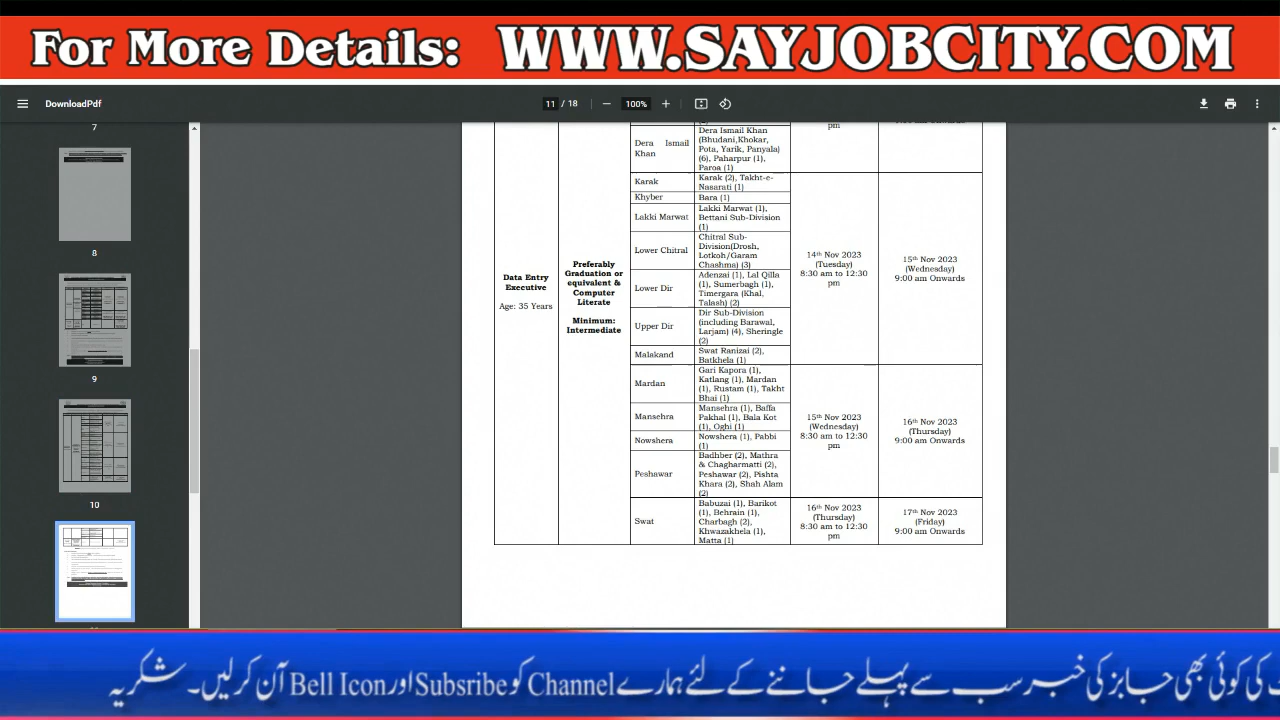 For More Details: WWW.SAYJOBCITY.COM
DownloadPdf
11 / 18
100%
7
8
9
10
pm
Dera Ismail
Khan
Dera Ismail Khan
(Bhudani,Khokar,
Pota, Yarik, Panyala)
(6), Paharpur (1),
Paroa (1)
Karak
Karak (2), Takht-e-
Nasarati (1)
Khyber
Bara (1)
Lakki Marwat
Lakki Marwat (1),
Bettani Sub-Division
(1)
Lower Chitral
Chitral Sub-
Division(Drosh,
Lotkoh/Garam
Chashma) (3)
Lower Dir
Adenzai (1), Lal Qilla
(1), Sumerbagh (1),
Timergara (Khal,
Talash) (2)
Upper Dir
Dir Sub-Division
(including Barawal,
Larjam) (4), Sheringle
(2)
Malakand
Swat Ranizai (2),
Batkhela (1)
14th Nov 2023
(Tuesday)
8:30 am to 12:30
pm
15th Nov 2023
(Wednesday)
9:00 am Onwards
Data Entry
Executive
Age: 35 Years
Preferably
Graduation or
equivalent &
Computer
Literate
Minimum:
Intermediate
Mardan
Gari Kapora (1),
Katlang (1), Mardan
(1), Rustam (1), Takht
Bhai (1)
Mansehra
Mansehra (1), Baffa
Pakhal (1), Bala Kot
(1), Oghi (1)
Nowshera
Nowshera (1), Pabbi
(1)
Peshawar
Badhber (2), Mathra
& Chagharmatti (2),
Peshawar (2), Pishta
Khara (2), Shah Alam
(2)
15th Nov 2023
(Wednesday)
8:30 am to 12:30
pm
16th Nov 2023
(Thursday)
9:00 am Onwards
Swat
Babuzai (1), Barikot
(1), Behrain (1),
Charbagh (2),
Khwazakhela (1),
Matta (1)
16th Nov 2023
(Thursday)
8:30 am to 12:30
pm
17th Nov 2023
(Friday)
9:00 am Onwards
کی کوئی بھی جابز کی خبر سب سے پہلے جاننے کے لئے ہمارے Channel کو Subsribe اور Bell Icon آن کرلیں۔ شکریہ